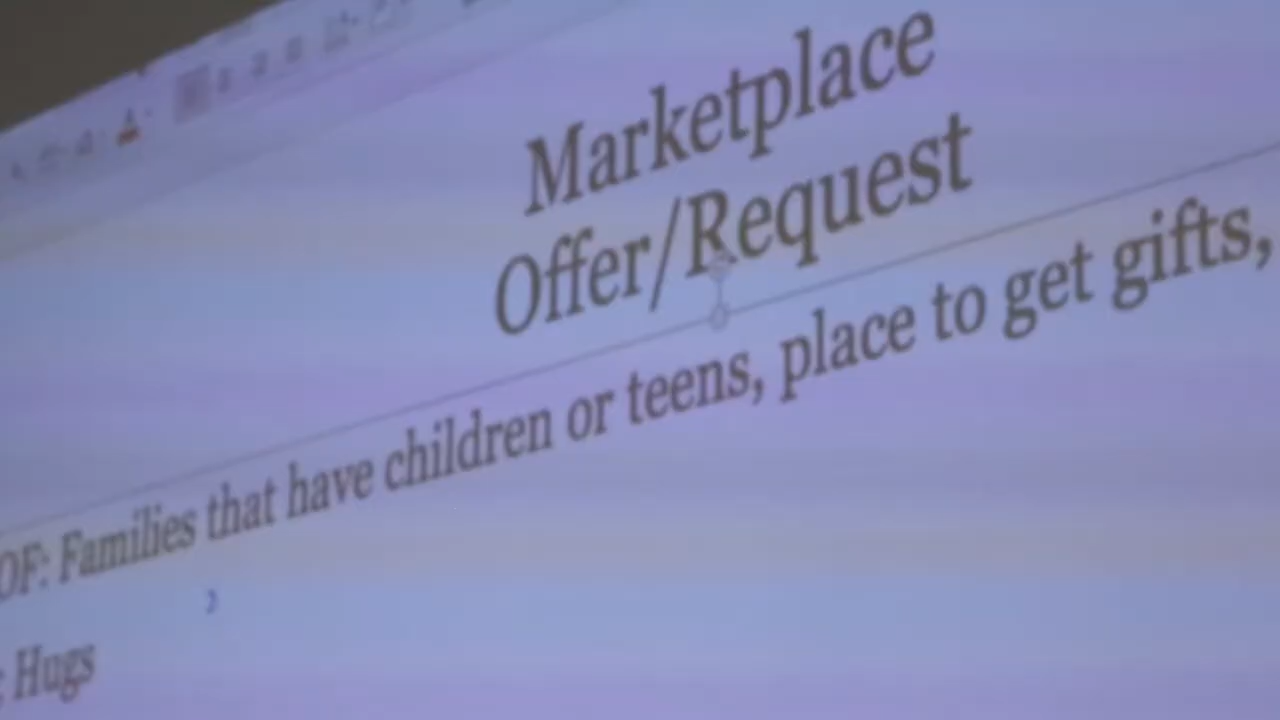 Marketplace
Offer/Request
OF: Families that have children or teens, place to get gifts,
: Hugs